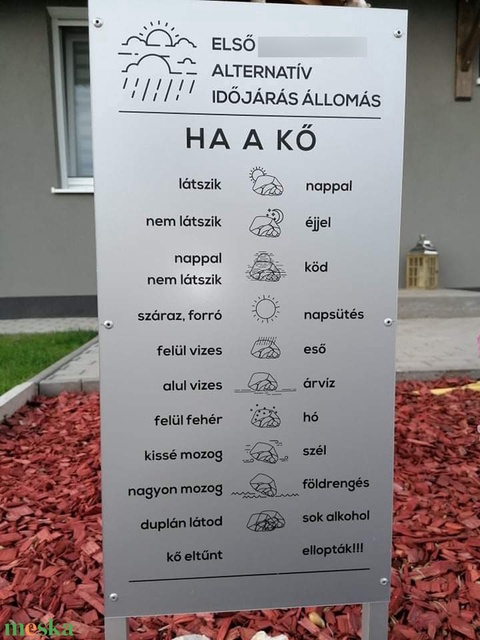 ELSŐ
ALTERNATÍV
IDŐJÁRÁS ÁLLOMÁS
HA A KŐ
látszik nappal
nem látszik éjjel
nappal
nem látszik köd
száraz, forró napsütés
felül vizes eső
alul vizes árvíz
felül fehér hó
kissé mozog szél
nagyon mozog földrengés
duplán látod sok alkohol
kő eltűnt ellopták!!!
meska